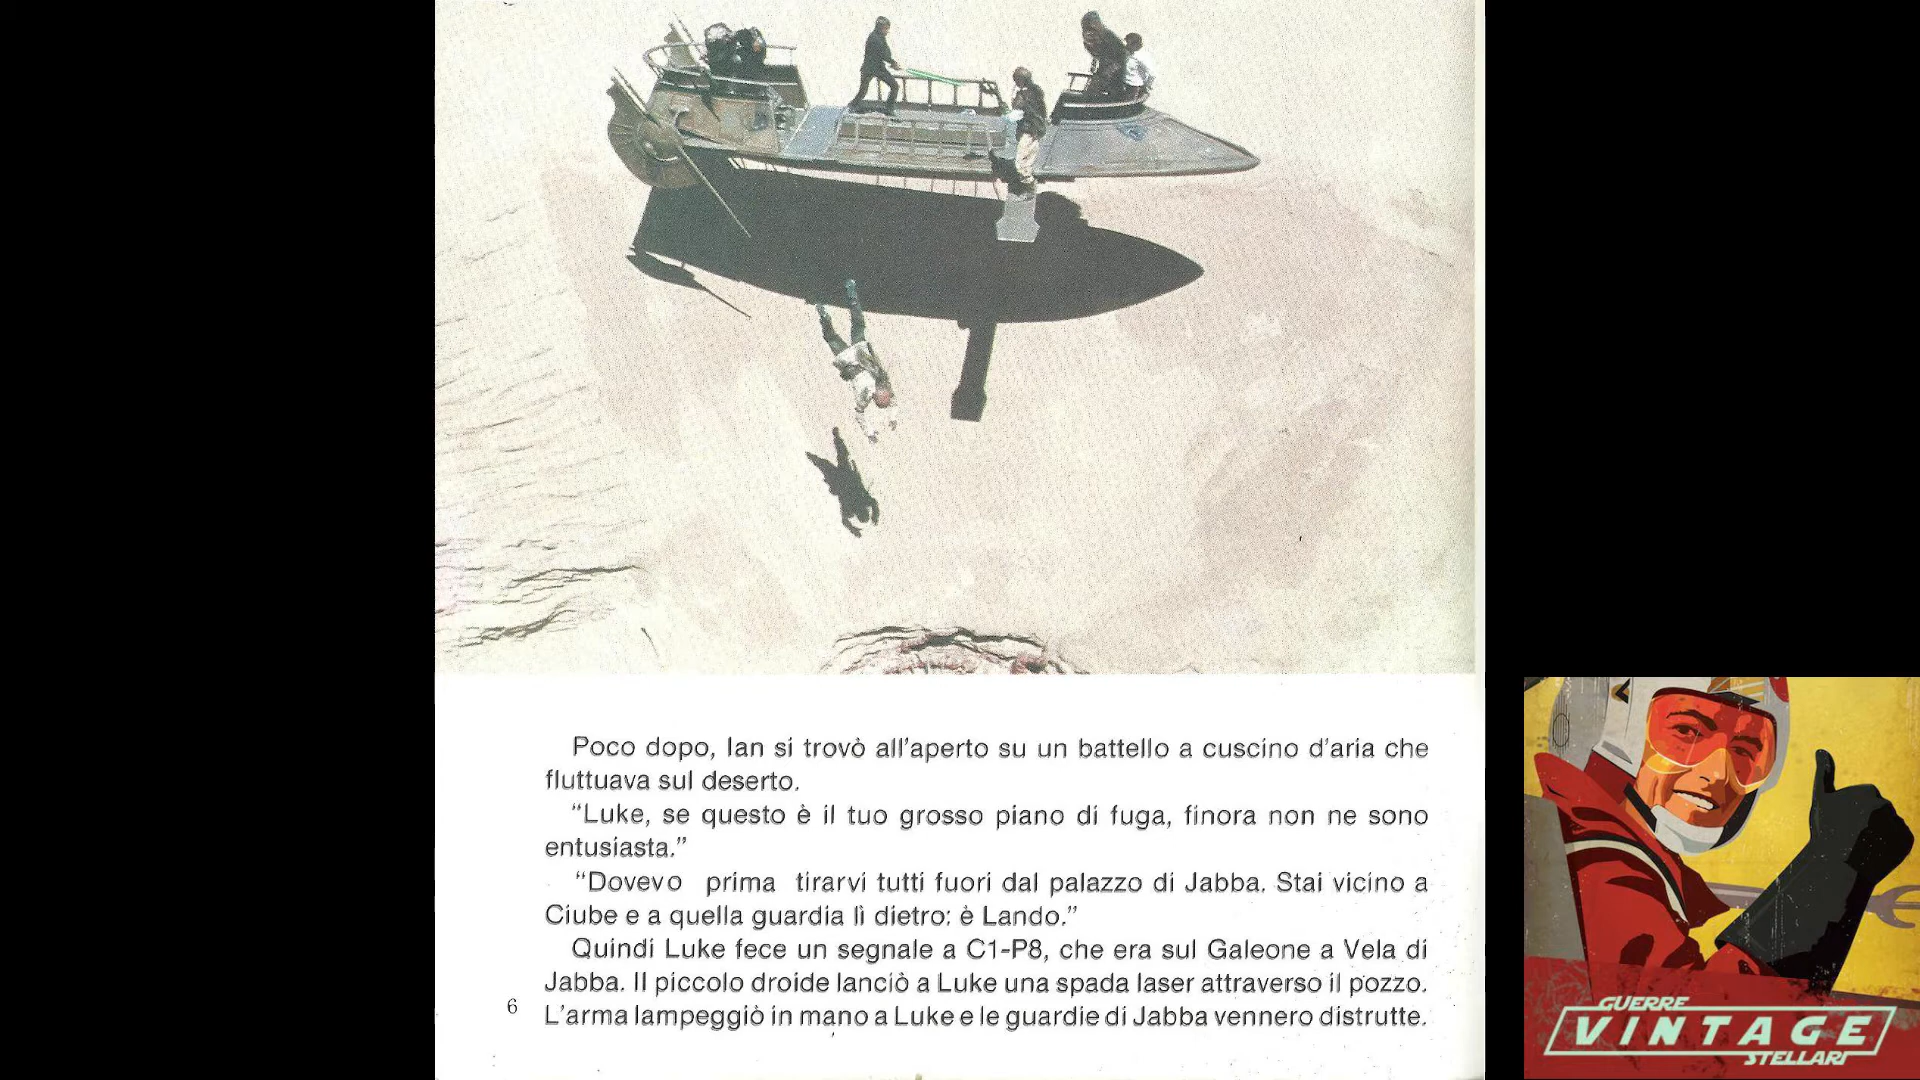 Poco dopo, Ian si trovò all'aperto su un battello a cuscino d'aria che
fluttuava sul deserto.
“Luke, se questo è il tuo grosso piano di fuga, finora non ne sono
entusiasta.”
“Dovevo prima tirarvi tutti fuori dal palazzo di Jabba. Stai vicino a
Ciube e a quella guardia lì dietro: è Lando.”
Quindi Luke fece un segnale a C1-P8, che era sul Galeone a Vela di
Jabba. Il piccolo droide lanciò a Luke una spada laser attraverso il pozzo.
6 L'arma lampeggiò in mano a Luke e le guardie di Jabba vennero distrutte.
GUERRE
VINTAGE
STELLARI